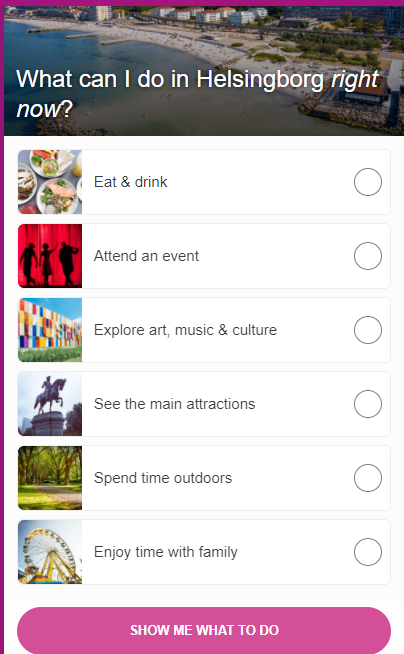 What can I do in Helsingborg right
now?
Eat & drink
Attend an event
Explore art, music & culture
See the main attractions
Spend time outdoors
Enjoy time with family
SHOW ME WHAT TO DO